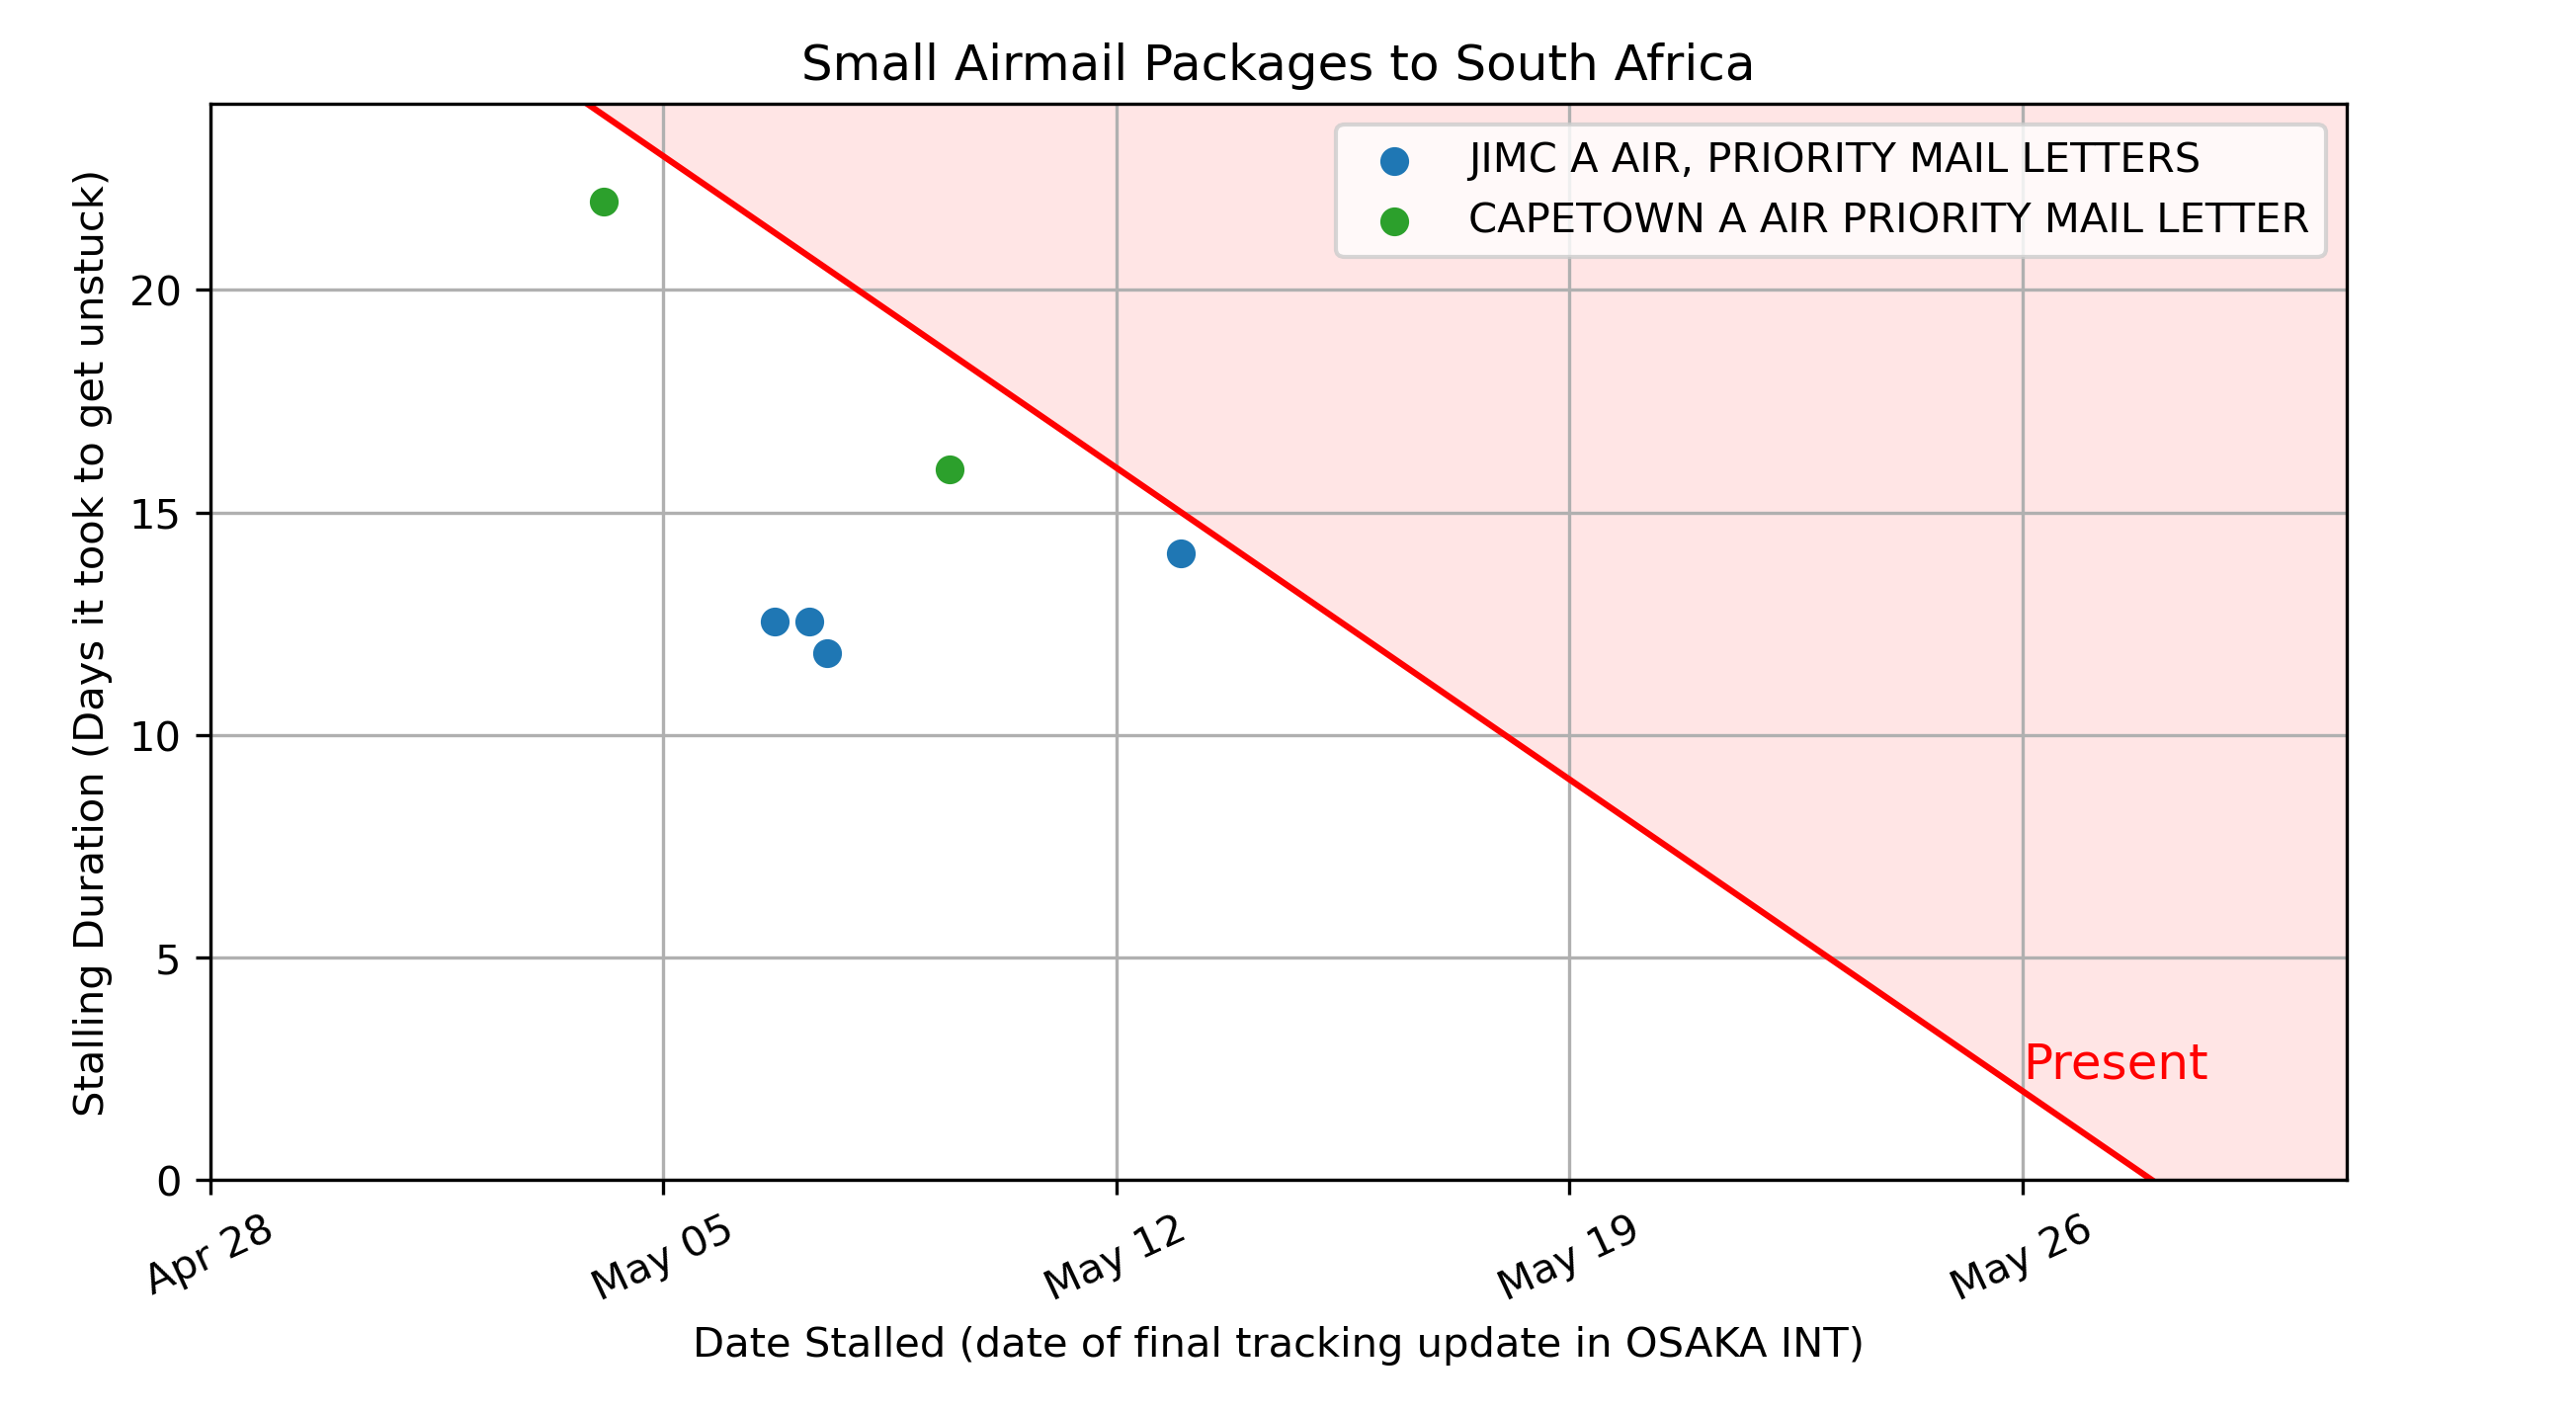 Small Airmail Packages to South Africa
JIMC A AIR, PRIORITY MAIL LETTERS
CAPETOWN A AIR PRIORITY MAIL LETTER
Stalling Duration (Days it took to get unstuck)
20
15
10
5
0
Present
Apr 28
May 05
May 12
May 19
May 26
Date Stalled (date of final tracking update in OSAKA INT)